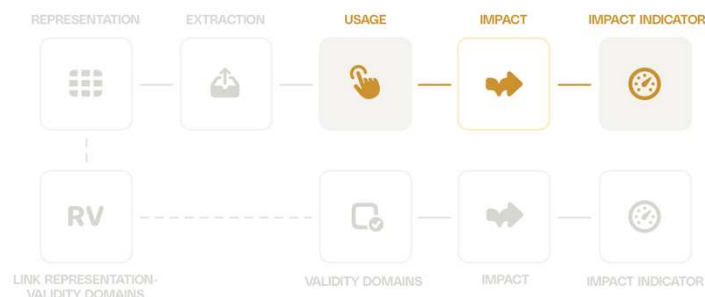 REPRESENTATION EXTRACTION USAGE IMPACT IMPACT INDICATOR
RV
LINK REPRESENTATION-
VALIDITY DOMAINS VALIDITY DOMAINS IMPACT IMPACT INDICATOR